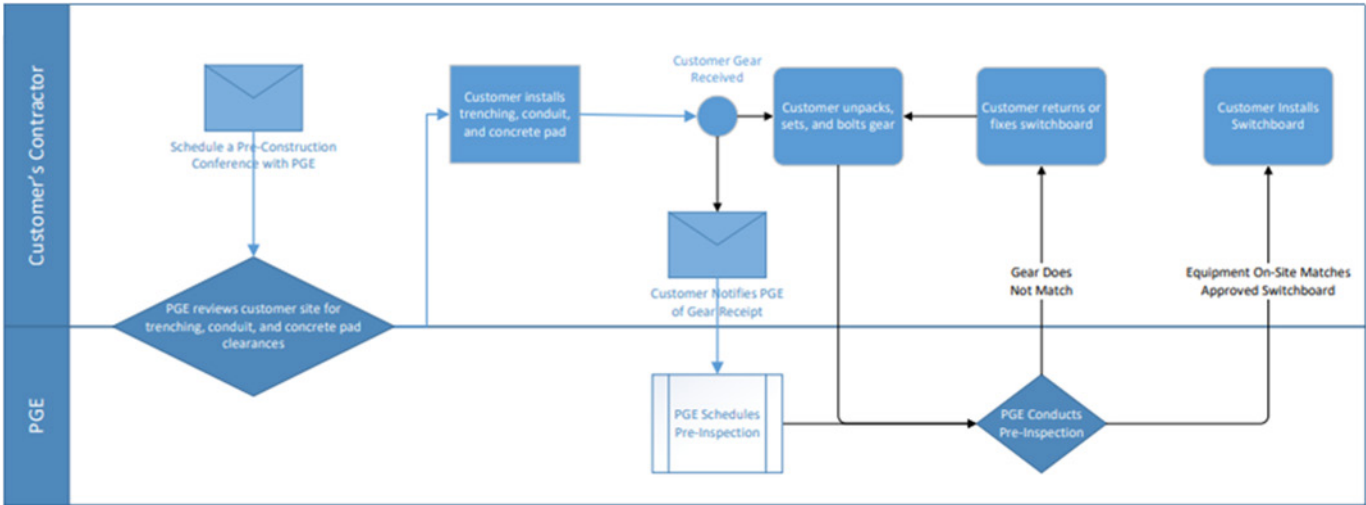 Customer's Contractor
Schedule a Pre-Construction
Conference with PGE
Customer installs
trenching, conduit,
and concrete pad
Customer Gear
Received
Customer unpacks,
sets, and bolts gear
Customer returns or
fixes switchboard
Customer Installs
Switchboard
Customer Notifies PGE
of Gear Receipt
Gear Does
Not Match
Equipment On-Site Matches
Approved Switchboard
PGE reviews customer site for
trenching, conduit, and concrete pad
clearances
PGE
PGE Schedules
Pre-Inspection
PGE Conducts
Pre-Inspection